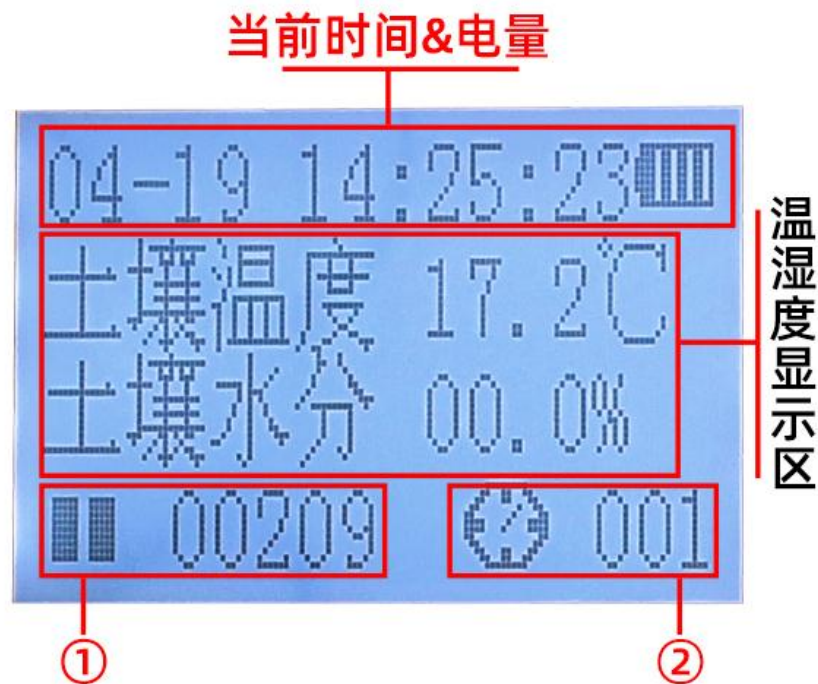 当前时间&电量
04-19 14:25:23
土壤温度 17.2℃
土壤水分 00.0%
温湿度显示区
00209
001
①
②